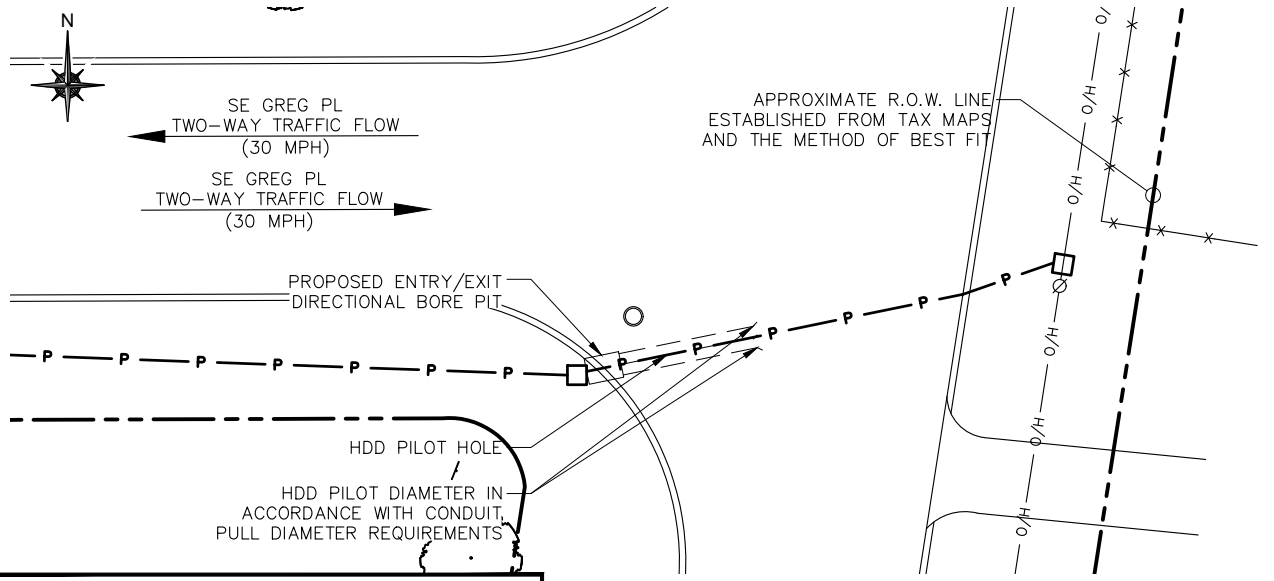 N
SE GREG PL
TWO-WAY TRAFFIC FLOW
(30 MPH)
SE GREG PL
TWO-WAY TRAFFIC FLOW
(30 MPH)
APPROXIMATE R.O.W. LINE
ESTABLISHED FROM TAX MAPS
AND THE METHOD OF BEST FIT
PROPOSED ENTRY/EXIT
DIRECTIONAL BORE PIT
HDD PILOT HOLE
HDD PILOT DIAMETER IN
ACCORDANCE WITH CONDUIT
PULL DIAMETER REQUIREMENTS
P P P P P P P
P P P P P P
O/H
O/H
O/H
O/H
O/H
O/H